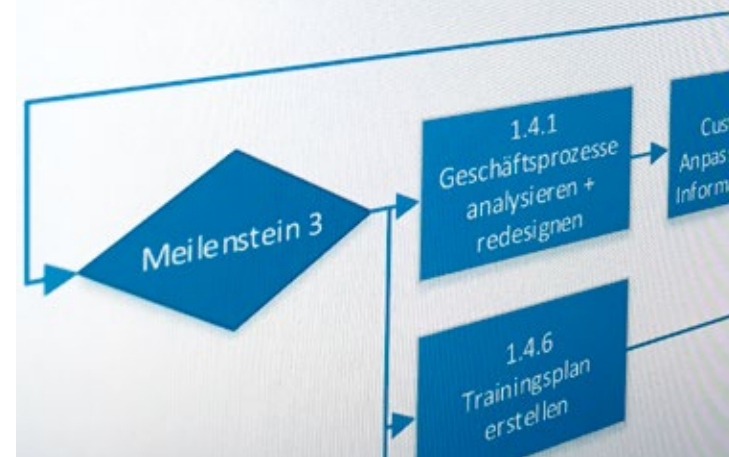 Meilenstein 3
1.4.1
Geschäftsprozesse
analysieren +
redesignen
1.4.6
Trainingsplan
erstellen